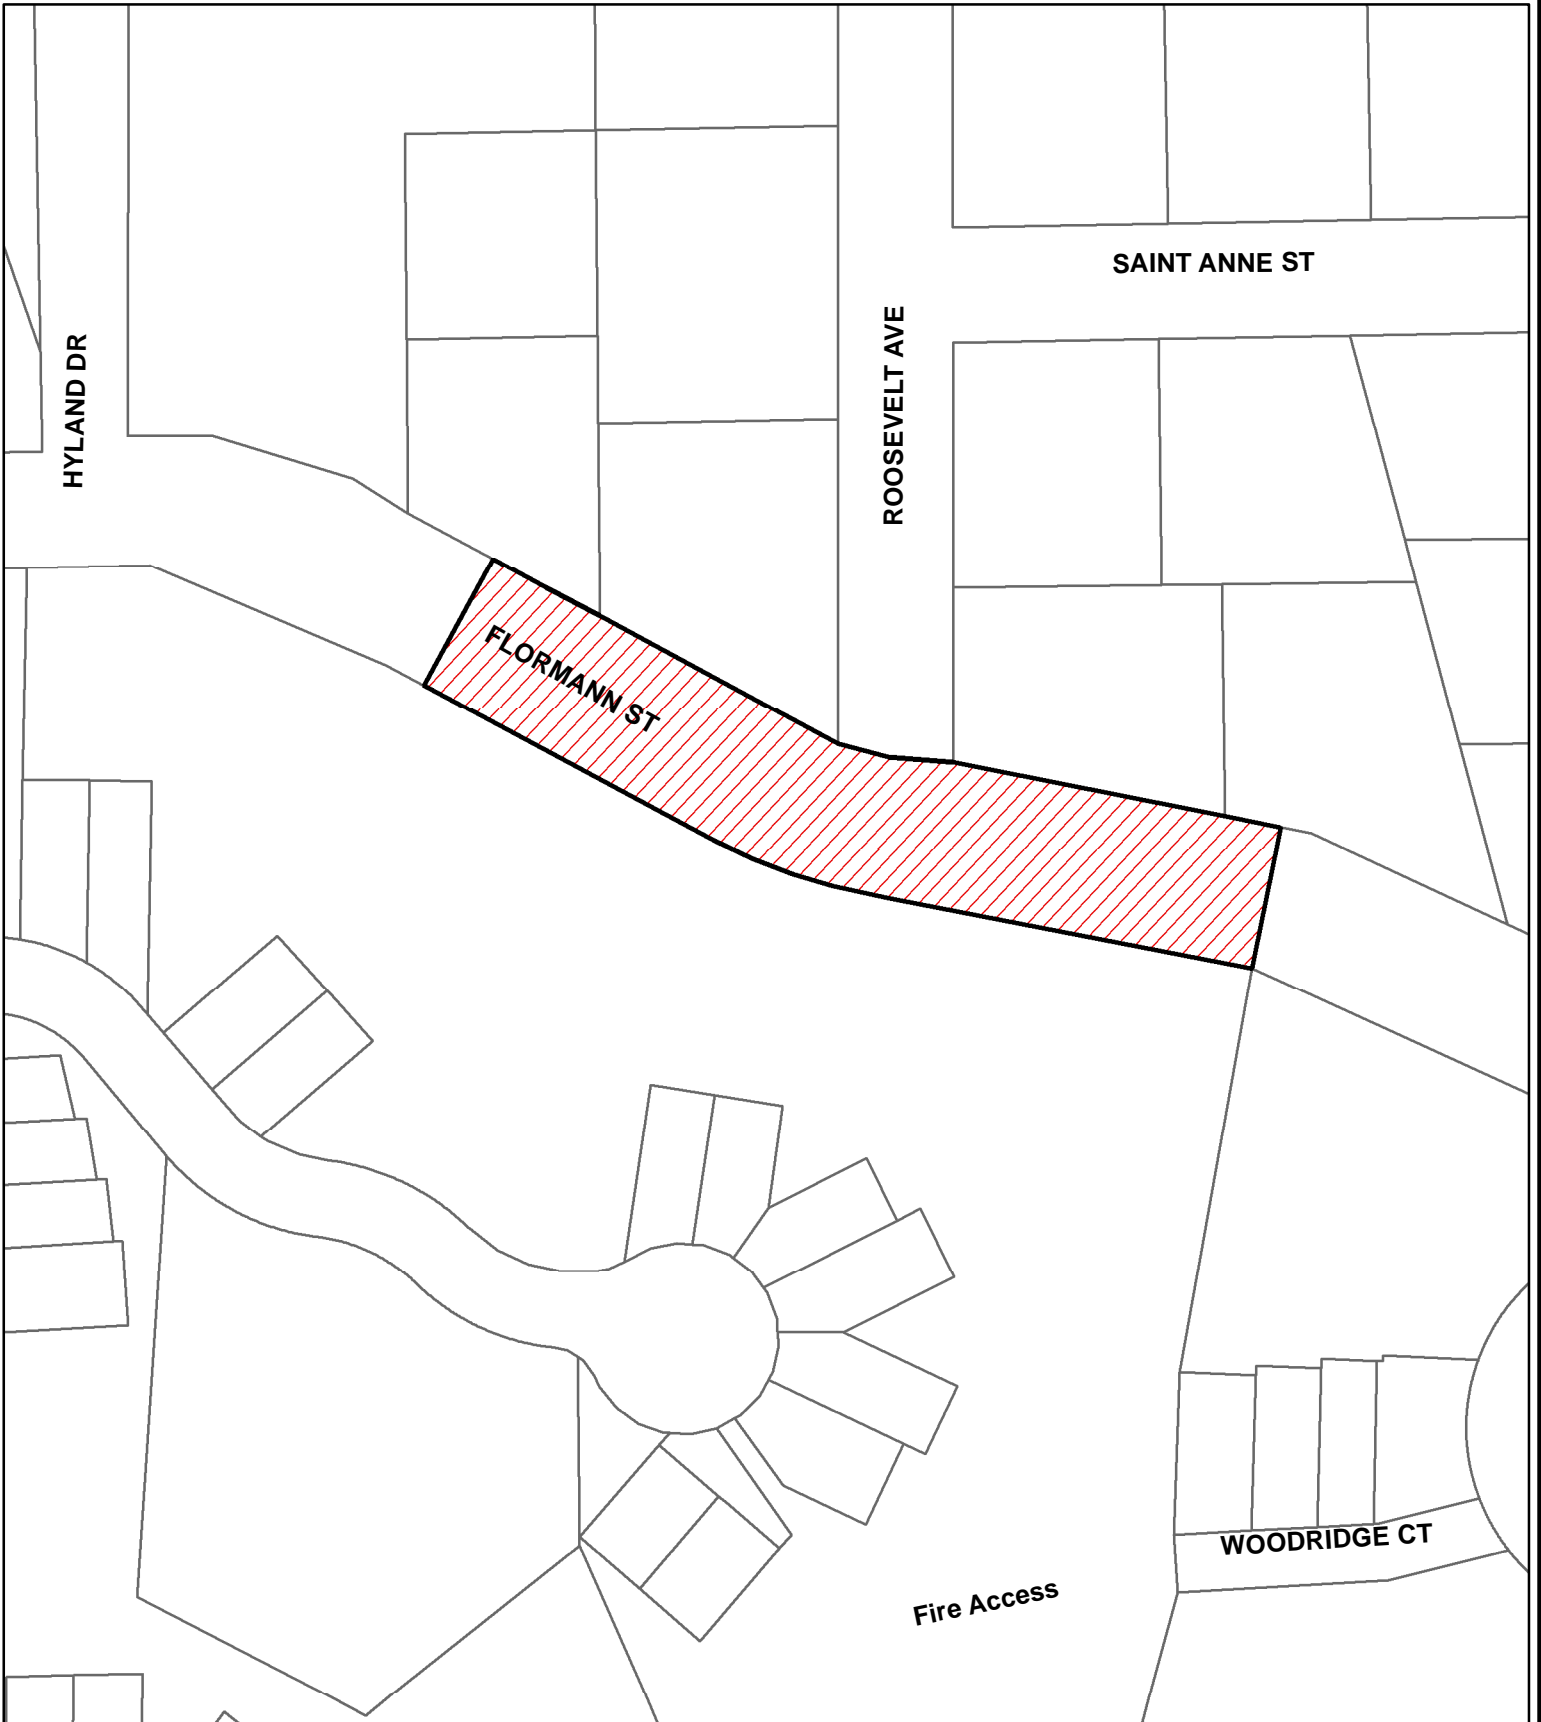 SAINT ANNE ST
HYLAND DR
ROOSEVELT AVE
FLORMANN ST
WOODRIDGE CT
Fire Access